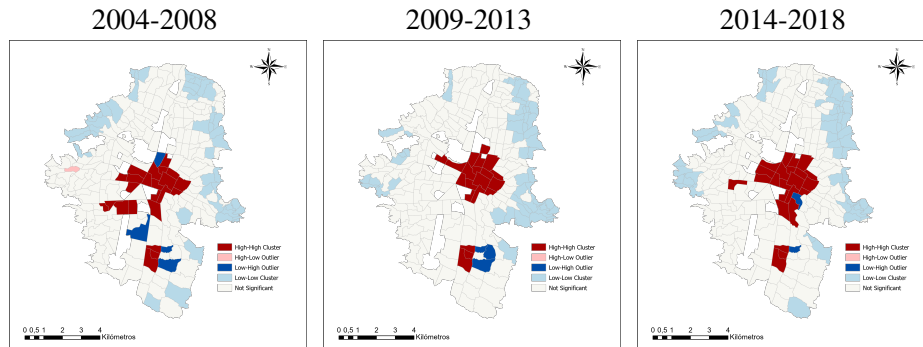 2004-2008
2009-2013
2014-2018
N
W
E
S
N
W
E
S
N
W
E
S
High-High Cluster
High-Low Outlier
Low-High Outlier
Low-Low Cluster
Not Significant
0 0,5 1 2 3 4
Kilómetros
High-High Cluster
High-Low Outlier
Low-High Outlier
Low-Low Cluster
Not Significant
0 0,5 1 2 3 4
Kilómetros
High-High Cluster
High-Low Outlier
Low-High Outlier
Low-Low Cluster
Not Significant
0 0,5 1 2 3 4
Kilómetros